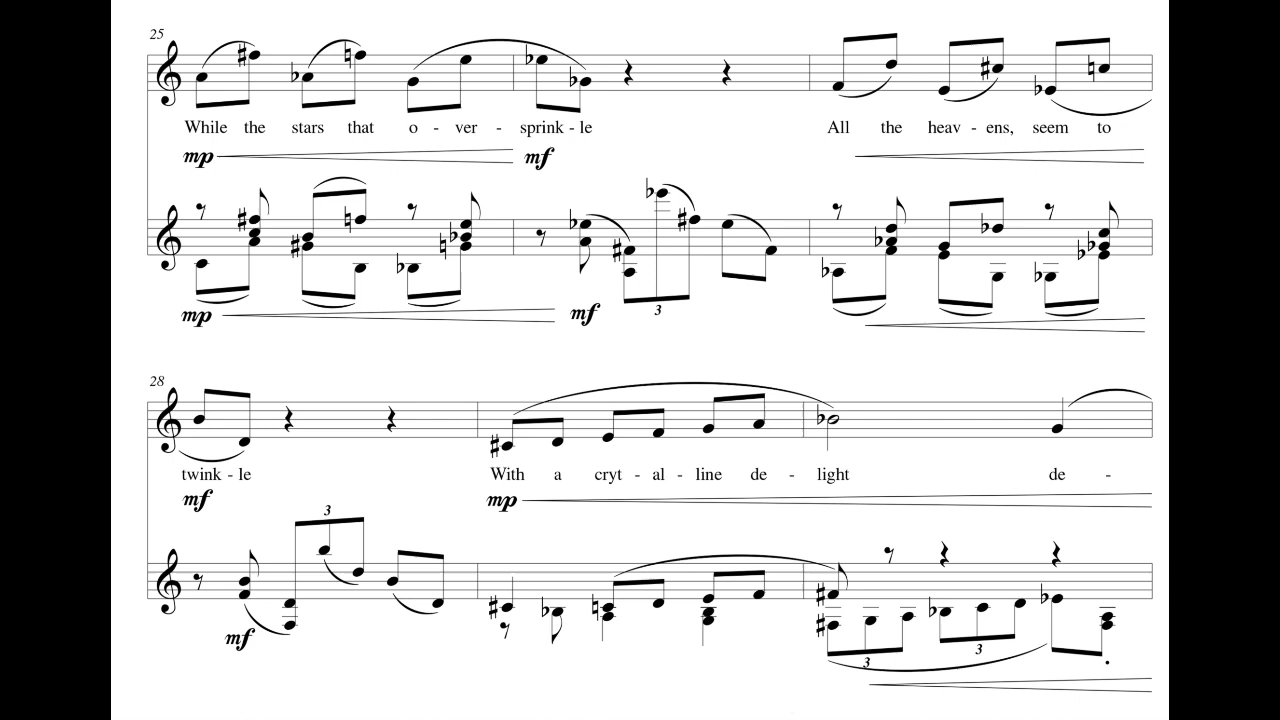 25
While the stars that o - ver - sprink - le All the heav - ens, seem to
mp mf
3
mp mf
28
twink - le With a cryt - al - line de - light de -
mf mp
3
mf
3 3